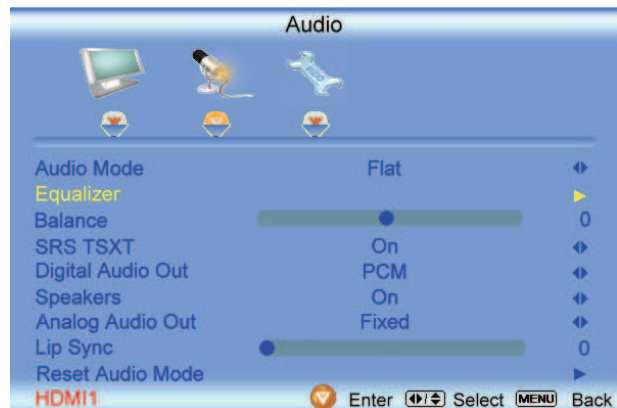 Audio
Audio Mode Flat
Equalizer
Balance 0
SRS TSXT On
Digital Audio Out PCM
Speakers On
Analog Audio Out Fixed
Lip Sync 0
Reset Audio Mode
HDMI1 Enter Select MENU Back